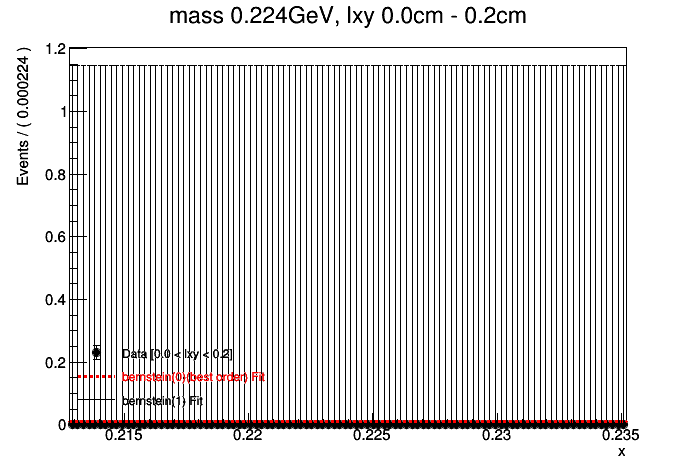 mass 0.224GeV, lxy 0.0cm - 0.2cm
Events / ( 0.000224 )
1.2
1
0.8
0.6
0.4
0.2
0
Data [0.0 < lxy < 0.2]
bernstein(0)(best order) Fit
bernstein(1) Fit
0.215 0.22 0.225 0.23 0.235
x